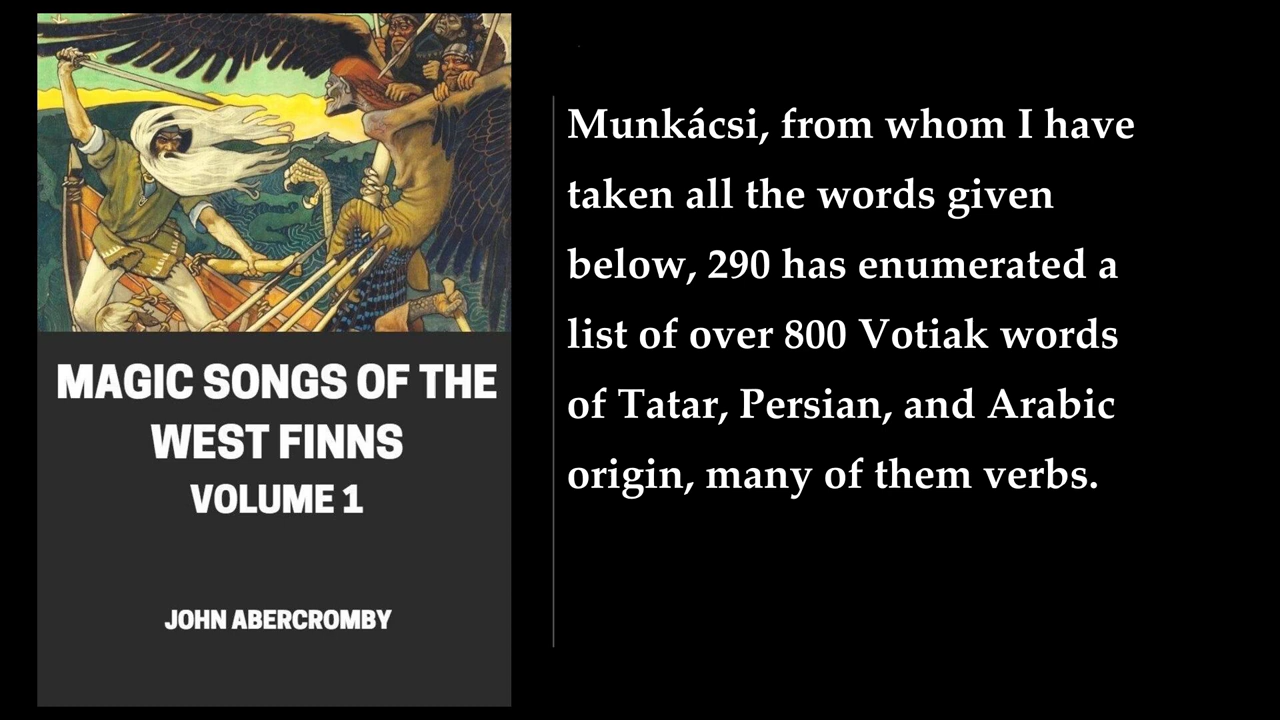 MAGIC SONGS OF THE
WEST FINNS
VOLUME 1
JOHN ABERCROMBY
Munkácsi, from whom I have
taken all the words given
below, 290 has enumerated a
list of over 800 Votiak words
of Tatar, Persian, and Arabic
origin, many of them verbs.